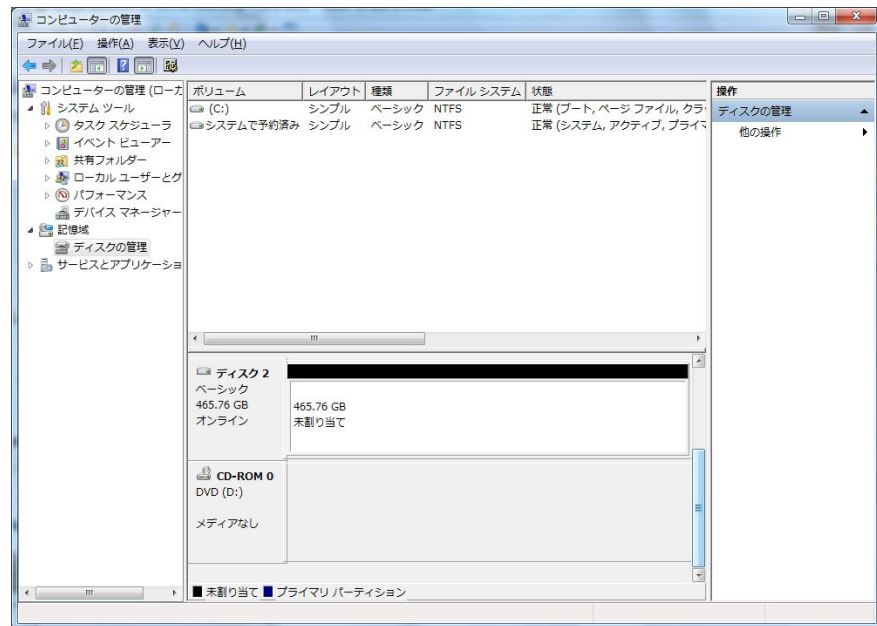 コンピューターの管理
ファイル(F) 操作(A) 表示(V) ヘルプ(H)
コンピューターの管理 (ローカ
システム ツール
タスク スケジューラ
イベント ビューアー
共有フォルダー
ローカル ユーザーとグ
パフォーマンス
デバイス マネージャー
記憶域
ディスクの管理
サービスとアプリケーショ
ボリューム レイアウト 種類 ファイル システム 状態
(C:) シンプル ベーシック NTFS 正常 (ブート, ページ ファイル, クラ
システムで予約済み シンプル ベーシック NTFS 正常 (システム, アクティブ, プライマ
ディスク 2
ベーシック
465.76 GB
オンライン
465.76 GB
未割り当て
CD-ROM 0
DVD (D:)
メディアなし
未割り当て プライマリ パーティション
操作
ディスクの管理
他の操作